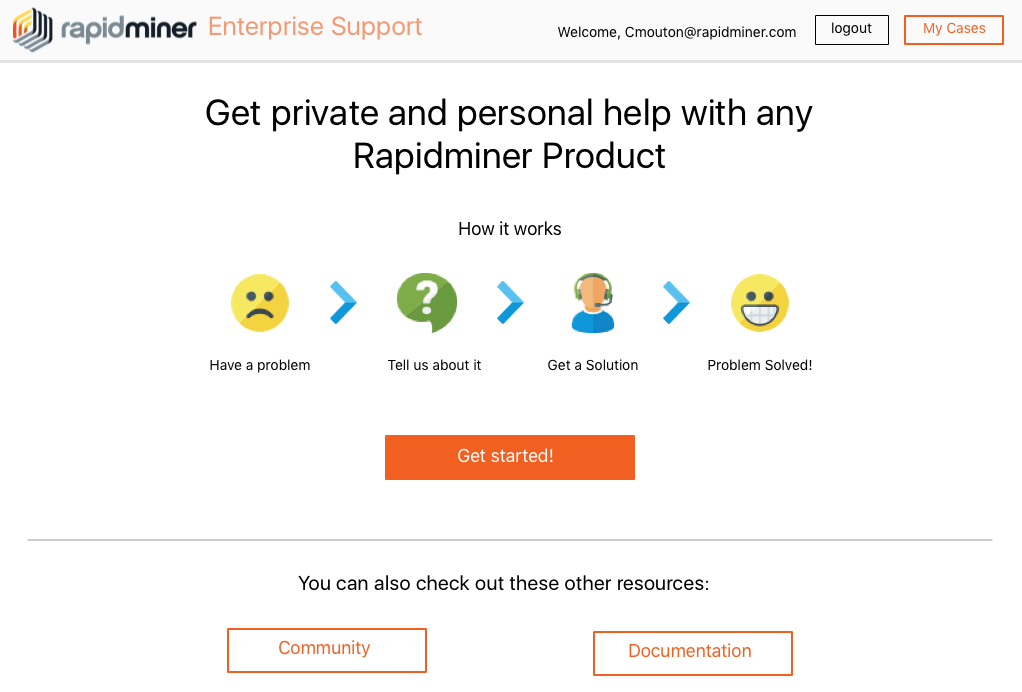 rapidminer Enterprise Support
Welcome, Cmouton@rapidminer.com
logout
My Cases
Get private and personal help with any
Rapidminer Product
How it works
?
Have a problem
Tell us about it
Get a Solution
Problem Solved!
Get started!
You can also check out these other resources:
Community
Documentation